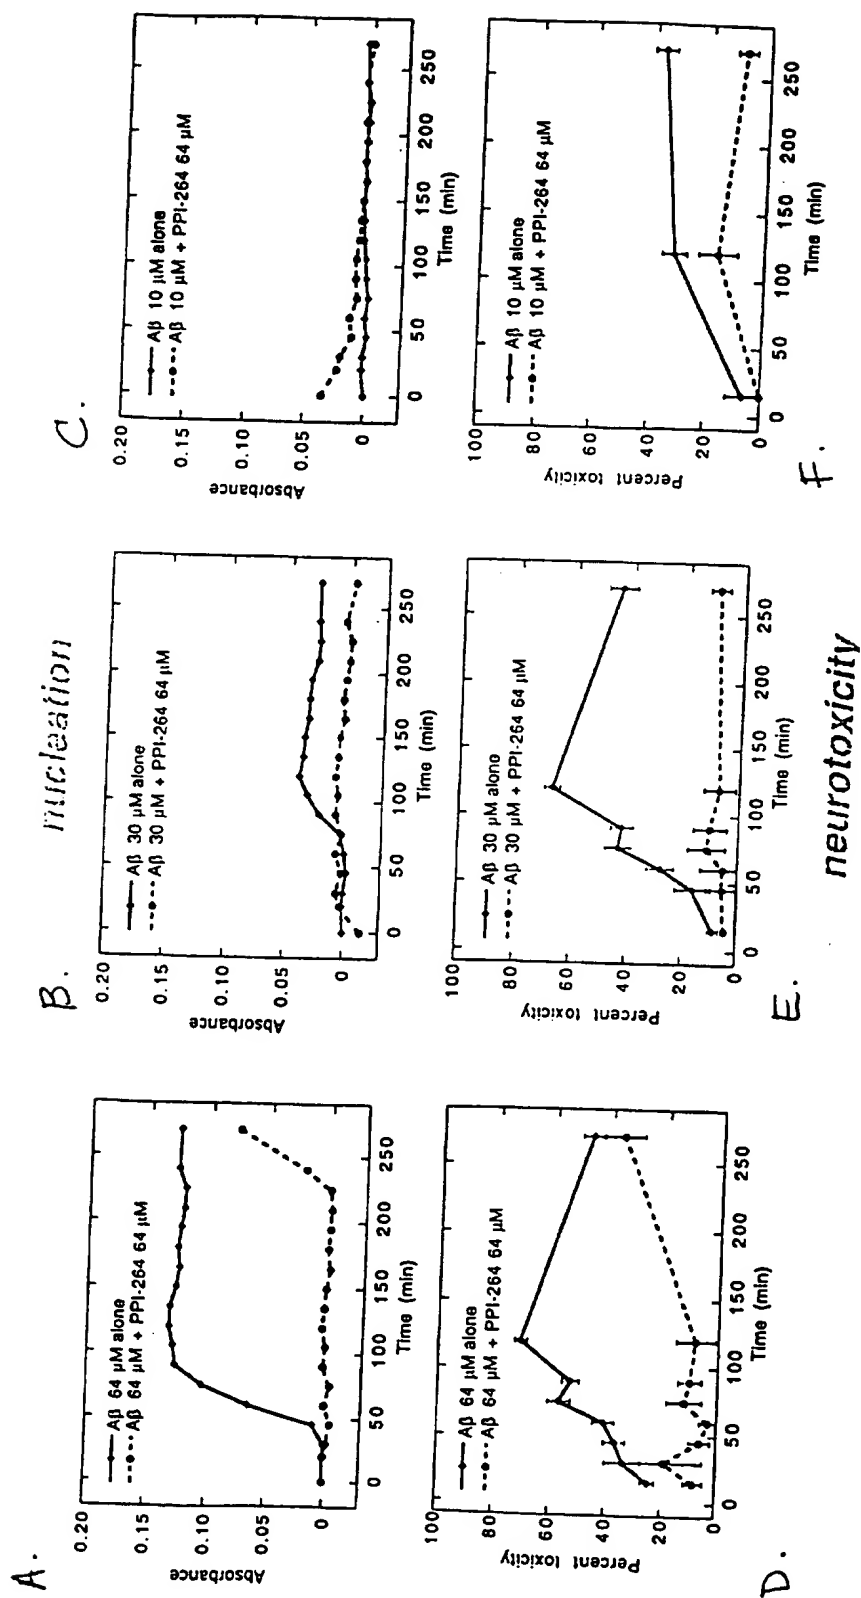 nucleation
A.
0.20
0.15
0.10
0.05
0
Absorbance
Aβ 64 µM alone
Aβ 64 µM + PPI-264 64 µM
0 50 100 150 200 250
Time (min)
B.
0.20
0.15
0.10
0.05
0
Absorbance
Aβ 30 µM alone
Aβ 30 µM + PPI-264 64 µM
0 50 100 150 200 250
Time (min)
C.
0.20
0.15
0.10
0.05
0
Absorbance
Aβ 10 µM alone
Aβ 10 µM + PPI-264 64 µM
0 50 100 150 200 250
Time (min)
D.
100
80
60
40
20
0
Percent toxicity
Aβ 64 µM alone
Aβ 64 µM + PPI-264 64 µM
0 50 100 150 200 250
Time (min)
E.
100
80
60
40
20
0
Percent toxicity
Aβ 30 µM alone
Aβ 30 µM + PPI-264 64 µM
0 50 100 150 200 250
Time (min)
F.
100
80
60
40
20
0
Percent toxicity
Aβ 10 µM alone
Aβ 10 µM + PPI-264 64 µM
0 50 100 150 200 250
Time (min)
neurotoxicity